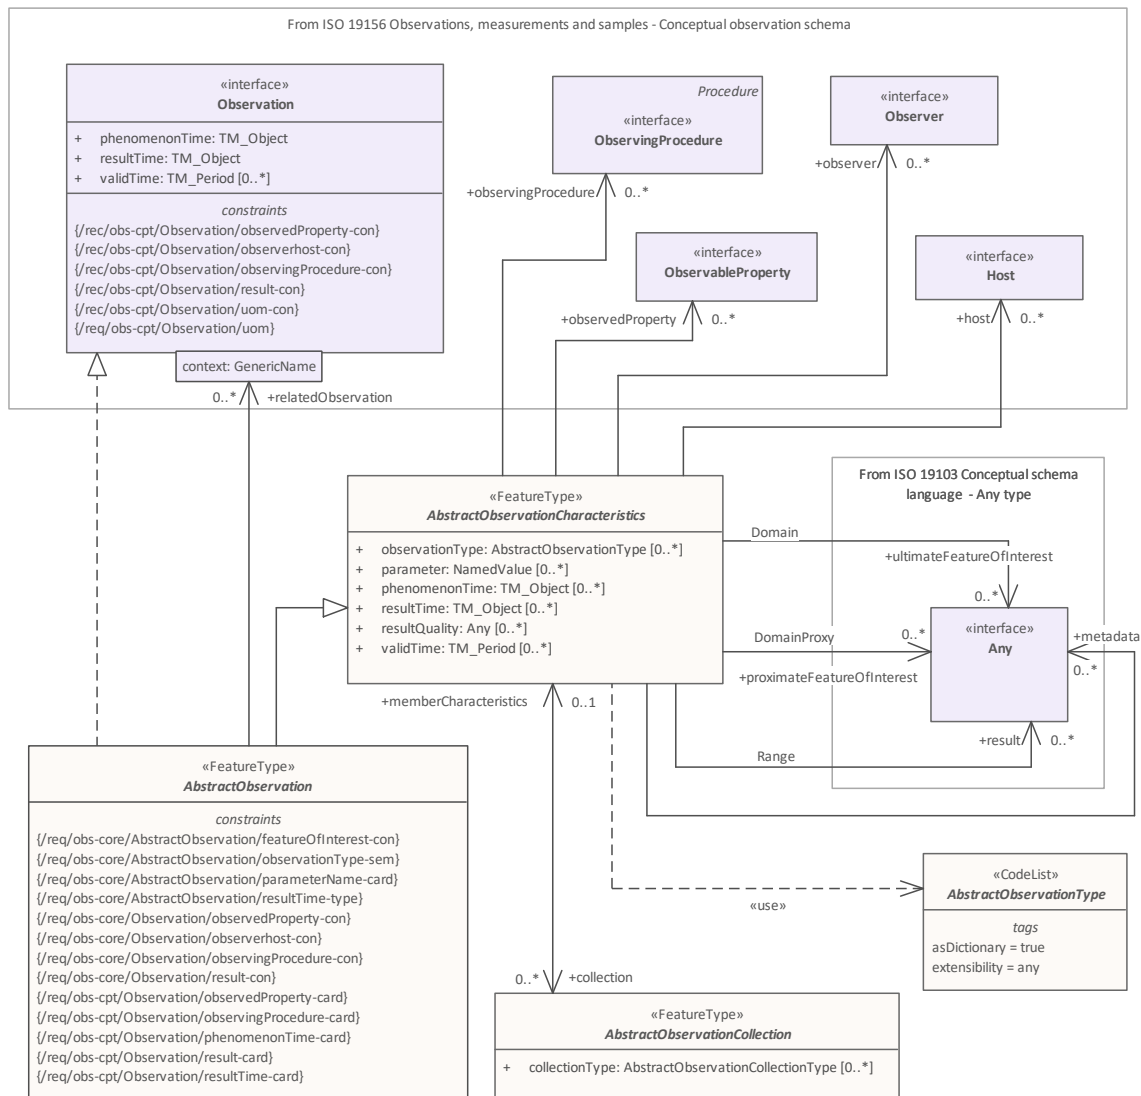 From ISO 19156 Observations, measurements and samples - Conceptual observation schema
«interface»
Observation
+ phenomenonTime: TM_Object
+ resultTime: TM_Object
+ validTime: TM_Period [0..*]
constraints
{/rec/obs-cpt/Observation/observedProperty-con}
{/rec/obs-cpt/Observation/observerhost-con}
{/rec/obs-cpt/Observation/observingProcedure-con}
{/rec/obs-cpt/Observation/result-con}
{/rec/obs-cpt/Observation/uom-con}
{/req/obs-cpt/Observation/uom}
context: GenericName
0..* +relatedObservation
Procedure
«interface»
ObservingProcedure
+observingProcedure 0..*
«interface»
Observer
+observer 0..*
«interface»
ObservableProperty
+observedProperty 0..*
«interface»
Host
+host 0..*
«FeatureType»
AbstractObservationCharacteristics
+ observationType: AbstractObservationType [0..*]
+ parameter: NamedValue [0..*]
+ phenomenonTime: TM_Object [0..*]
+ resultTime: TM_Object [0..*]
+ resultQuality: Any [0..*]
+ validTime: TM_Period [0..*]
From ISO 19103 Conceptual schema
language - Any type
Domain
+ultimateFeatureOfInterest
0..*
«interface»
Any
DomainProxy
0..*
+proximateFeatureOfInterest
+metadata
0..*
+result 0..*
Range
+memberCharacteristics 0..1
«use»
«CodeList»
AbstractObservationType
tags
asDictionary = true
extensibility = any
0..* +collection
«FeatureType»
AbstractObservationCollection
+ collectionType: AbstractObservationCollectionType [0..*]
«FeatureType»
AbstractObservation
constraints
{/req/obs-core/AbstractObservation/featureOfInterest-con}
{/req/obs-core/AbstractObservation/observationType-sem}
{/req/obs-core/AbstractObservation/parameterName-card}
{/req/obs-core/AbstractObservation/resultTime-type}
{/req/obs-core/Observation/observedProperty-con}
{/req/obs-core/Observation/observerhost-con}
{/req/obs-core/Observation/observingProcedure-con}
{/req/obs-core/Observation/result-con}
{/req/obs-cpt/Observation/observedProperty-card}
{/req/obs-cpt/Observation/observingProcedure-card}
{/req/obs-cpt/Observation/phenomenonTime-card}
{/req/obs-cpt/Observation/result-card}
{/req/obs-cpt/Observation/resultTime-card}